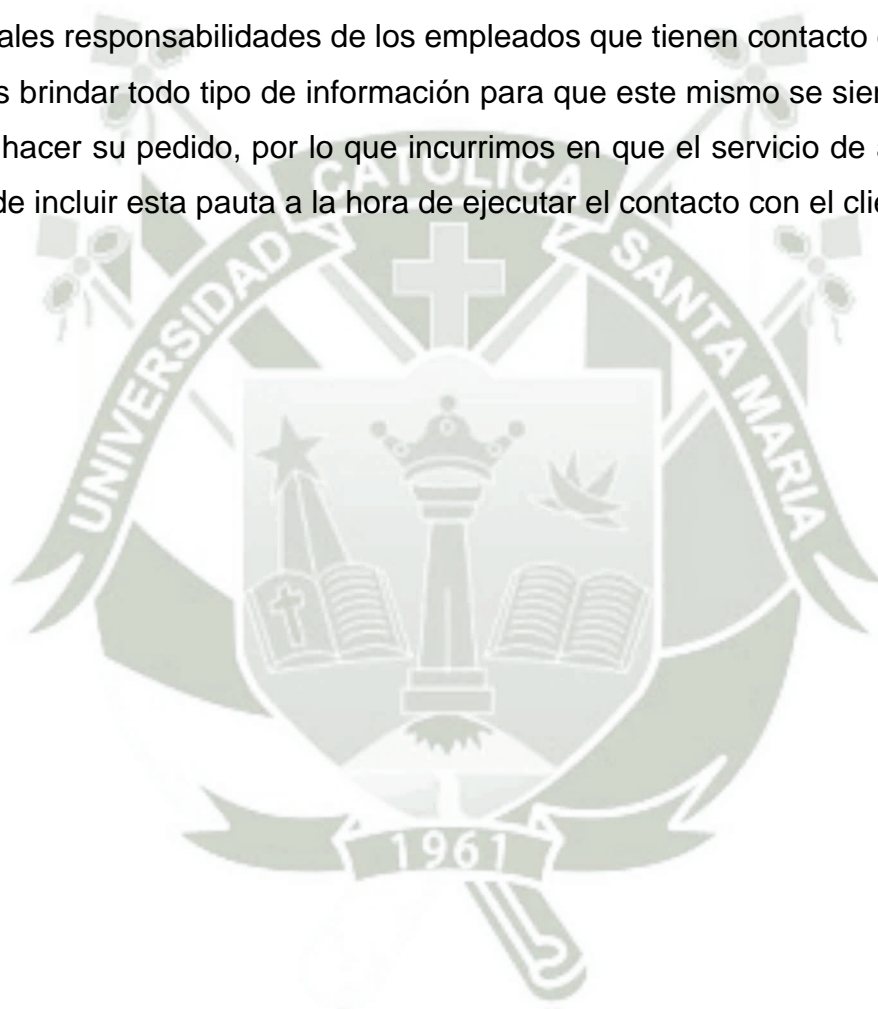 ales responsabilidades de los empleados que tienen contacto
s brindar todo tipo de información para que este mismo se
hacer su pedido, por lo que incurrimos en que el servicio de
de incluir esta pauta a la hora de ejecutar el contacto con el
CATOLICA
UNIVERSIDAD
SANTA MARIA
1961